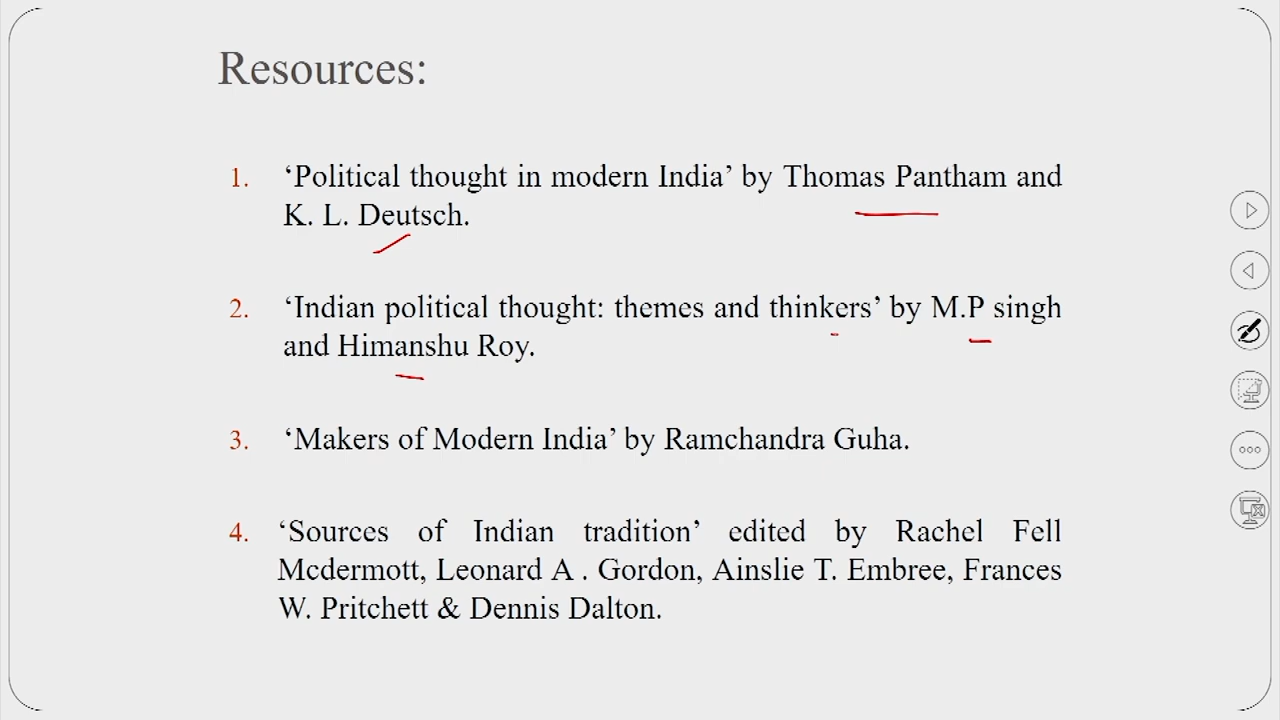 Resources:
1. ‘Political thought in modern India’ by Thomas Pantham and
K. L. Deutsch.
2. ‘Indian political thought: themes and thinkers’ by M.P singh
and Himanshu Roy.
3. ‘Makers of Modern India’ by Ramchandra Guha.
4. ‘Sources of Indian tradition’ edited by Rachel Fell
Mcdermott, Leonard A . Gordon, Ainslie T. Embree, Frances
W. Pritchett & Dennis Dalton.